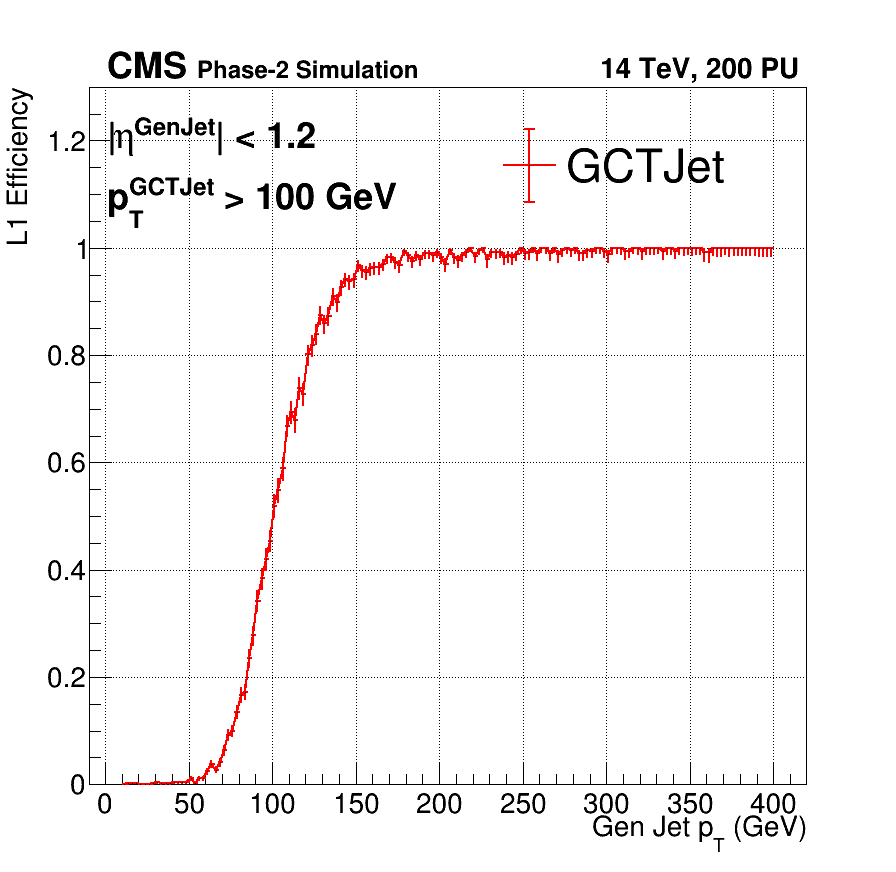 CMS Phase-2 Simulation 14 TeV, 200 PU
L1 Efficiency
|η^GenJet| < 1.2
p_T^GCTJet > 100 GeV
GCTJet
1.2
1
0.8
0.6
0.4
0.2
0
0 50 100 150 200 250 300 350 400
Gen Jet p_T (GeV)